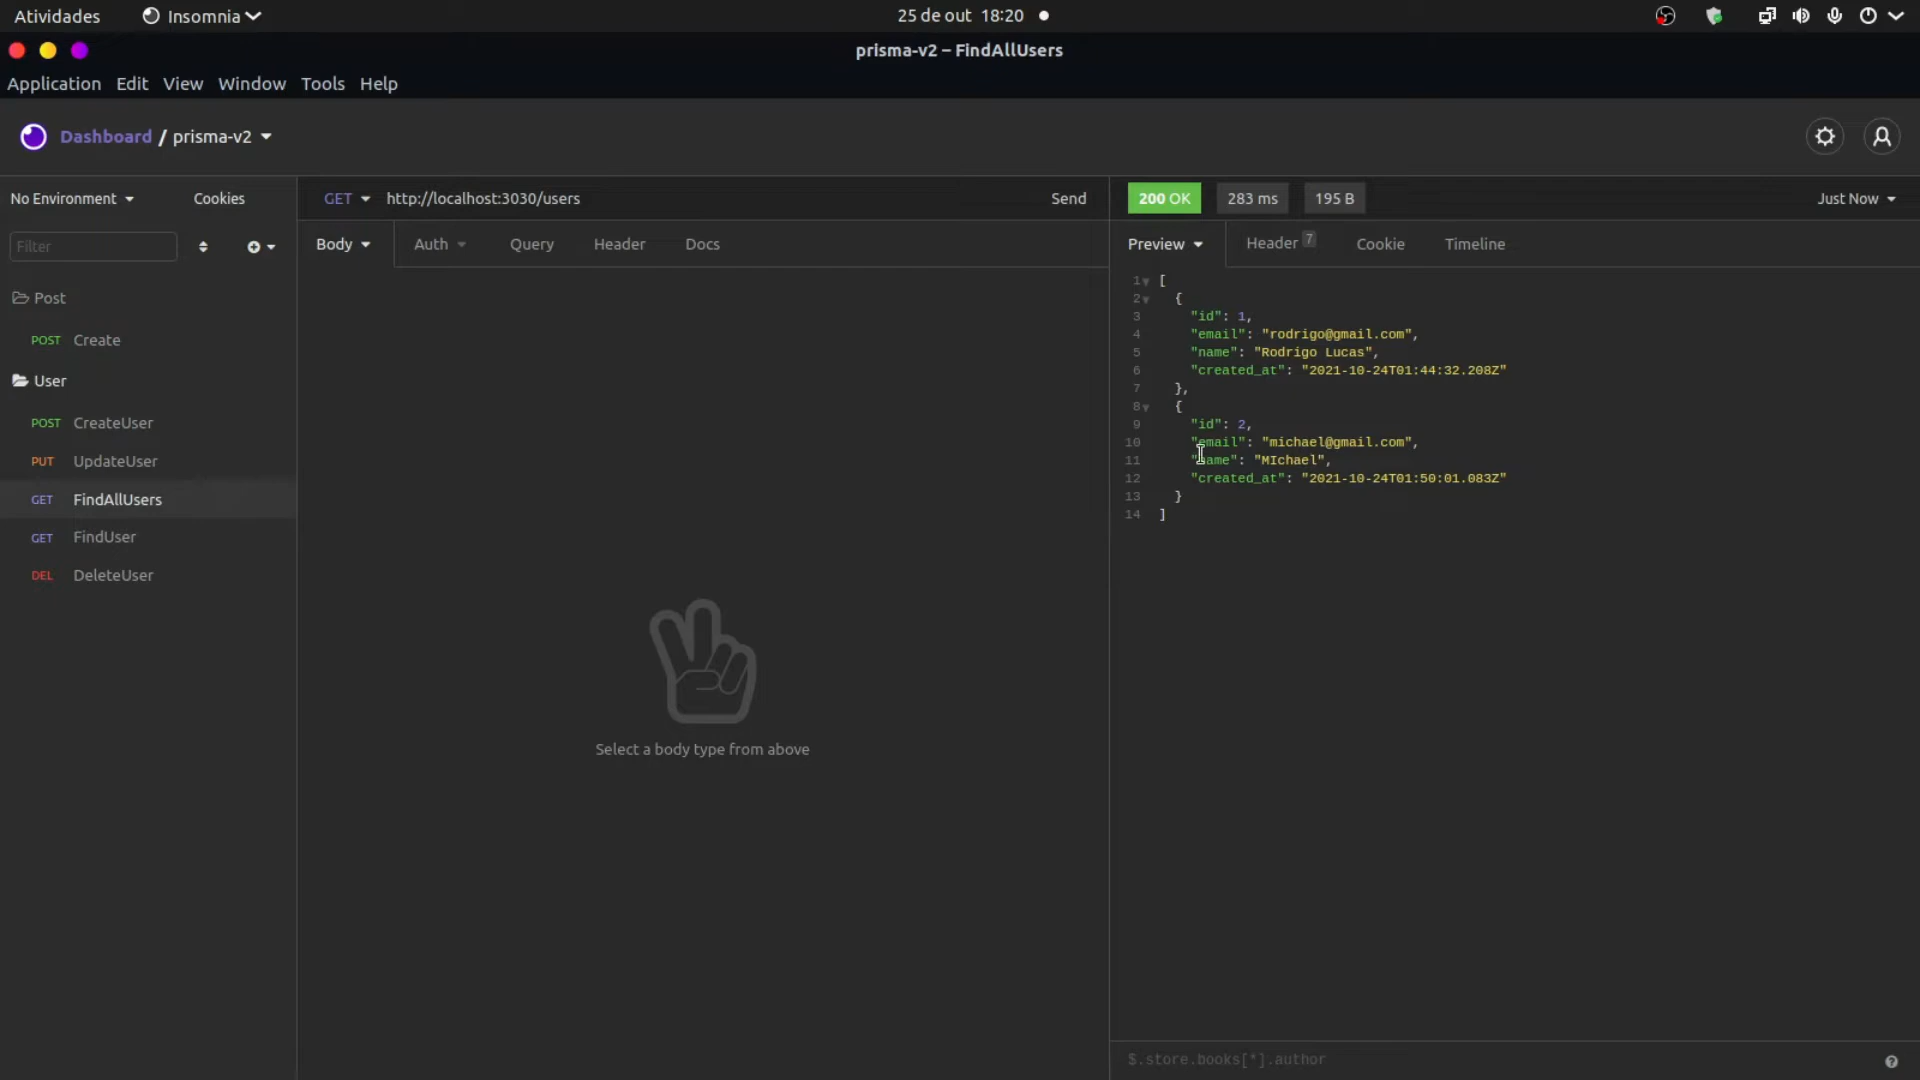 Atividades Insomnia 25 de out 18:20
prisma-v2 – FindAllUsers
Application Edit View Window Tools Help
Dashboard / prisma-v2
No Environment Cookies
GET http://localhost:3030/users Send
200 OK 283 ms 195 B Just Now
Filter
Body Auth Query Header Docs
Preview Header 7 Cookie Timeline
Post
POST Create
User
POST CreateUser
PUT UpdateUser
GET FindAllUsers
GET FindUser
DEL DeleteUser
Select a body type from above
1 [
2 {
3 "id": 1,
4 "email": "rodrigo@gmail.com",
5 "name": "Rodrigo Lucas",
6 "created_at": "2021-10-24T01:44:32.208Z"
7 },
8 {
9 "id": 2,
10 "email": "michael@gmail.com",
11 "name": "MIchael",
12 "created_at": "2021-10-24T01:50:01.083Z"
13 }
14 ]
$.store.books[*].author